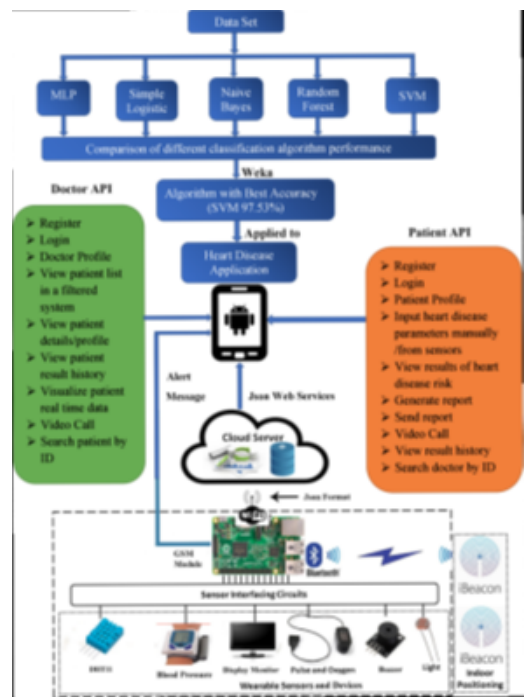 Data Set
MLP
Simple
Logistic
Naive
Bayes
Random
Forest
SVM
Comparison of different classification algorithm performance
Weka
Algorithm with Best Accuracy
(SVM 97.53%)
Applied to
Heart Disease
Application
Doctor API
➢ Register
➢ Login
➢ Doctor Profile
➢ View patient list
in a filtered
system
➢ View patient
details/profile
➢ View patient
result history
➢ Visualize patient
real time data
➢ Video Call
➢ Search patient by
ID
Patient API
➢ Register
➢ Login
➢ Patient Profile
➢ Input heart disease
parameters manually
/from sensors
➢ View results of heart
disease risk
➢ Generate report
➢ Send report
➢ Video Call
➢ View result history
➢ Search doctor by ID
Alert
Message
Json Web Services
Cloud Server
Json Format
GSM
Module
Bluetooth
Sensor Interfacing Circuits
DHT11
Blood Pressure
Display Monitor
Pulse and Oxygen
Buzzer
Light
Wearable Sensors and Devices
iBeacon
iBeacon
Indoor
Positioning